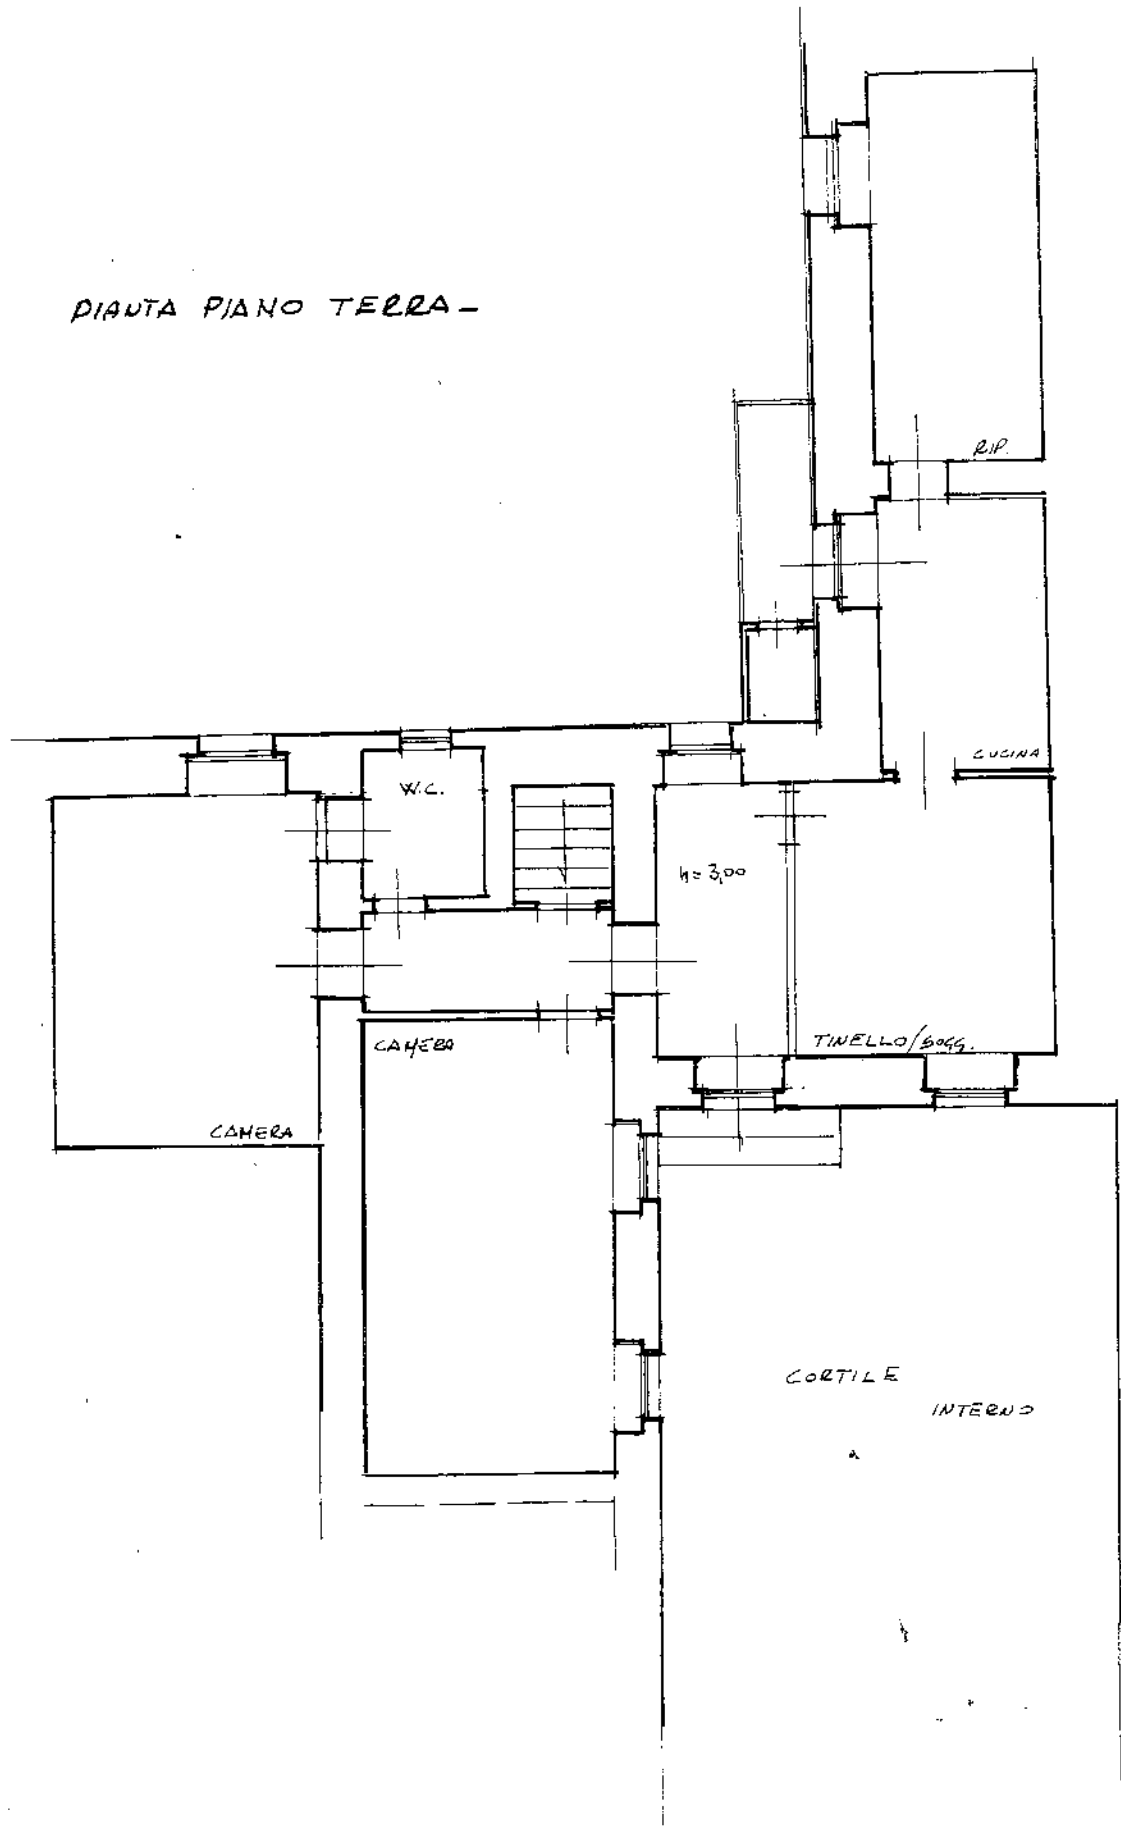 PIANTA PIANO TERRA-
RIP.
CUCINA
W.C.
h=3,00
TINELLO/SOGG.
CAMERA
CAMERA
CORTILE
INTERNO